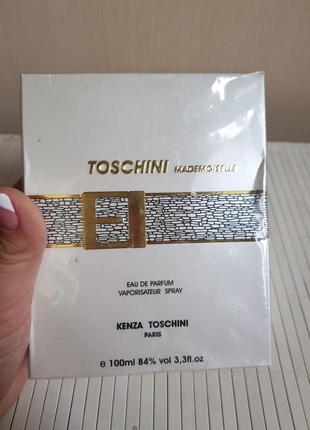 TOSCHINI MADEMOISELLE
EAU DE PARFUM
VAPORISATEUR SPRAY
KENZA TOSCHINI
PARIS
e 100ml 84% vol 3,3fl.oz